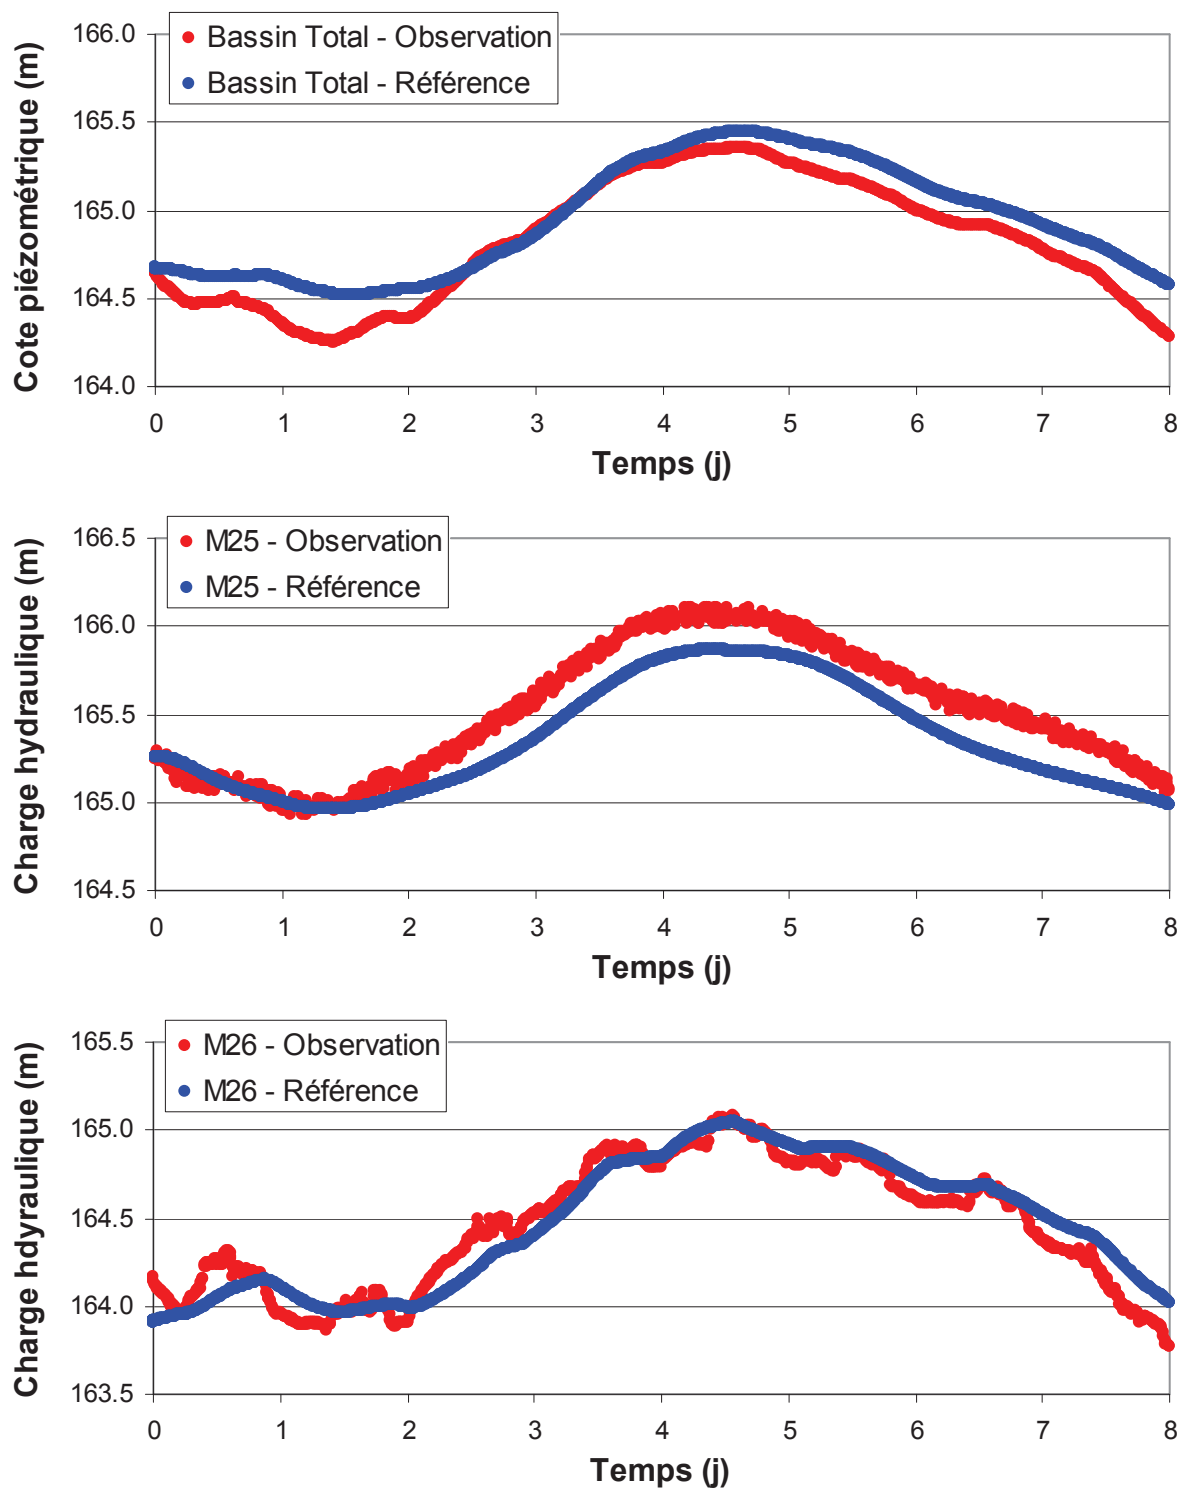 Cote piézométrique (m)
166.0
165.5
165.0
164.5
164.0
Bassin Total - Observation
Bassin Total - Référence
0 1 2 3 4 5 6 7 8
Temps (j)
Charge hydraulique (m)
166.5
166.0
165.5
165.0
164.5
M25 - Observation
M25 - Référence
0 1 2 3 4 5 6 7 8
Temps (j)
Charge hdyraulique (m)
165.5
165.0
164.5
164.0
163.5
M26 - Observation
M26 - Référence
0 1 2 3 4 5 6 7 8
Temps (j)